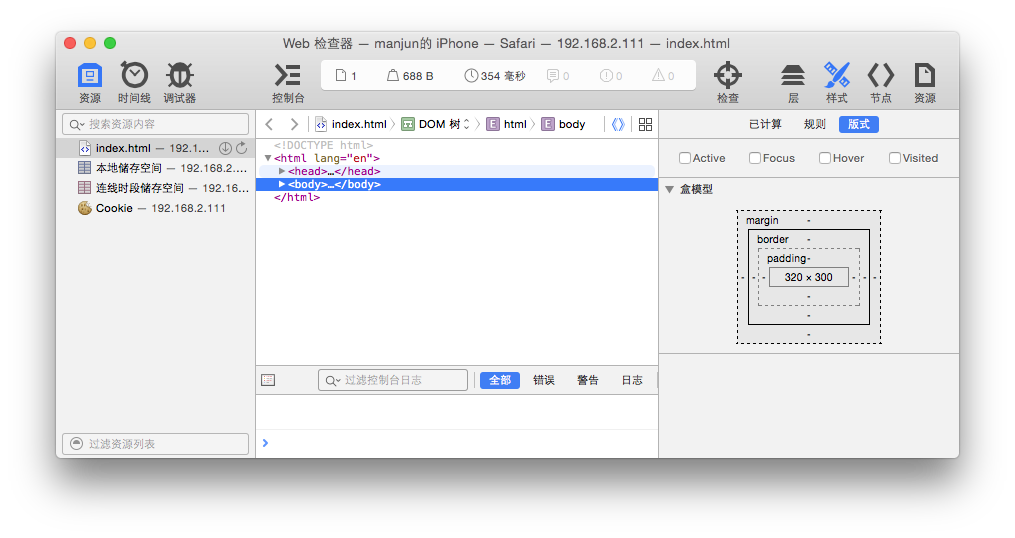 Web 检查器 — manjun的 iPhone — Safari — 192.168.2.111 — index.html
1 688 B 354 毫秒 0 0 0
资源 时间线 调试器 控制台 检查 层 样式 节点 资源
搜索资源内容
index.html — 192.1...
本地储存空间 — 192.168.2....
连线时段储存空间 — 192.16...
Cookie — 192.168.2.111
过滤资源列表
index.html DOM 树 E html E body
<!DOCTYPE html>
<html lang="en">
<head>…</head>
<body>…</body>
</html>
过滤控制台日志 全部 错误 警告 日志
已计算 规则 版式
Active Focus Hover Visited
盒模型
margin -
border -
padding-
- - - 320 × 300 - - -
-
-
-